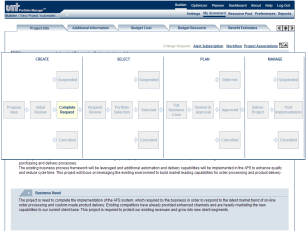 Portfolio Manager
Builder Optimizer Planner Dashboard About Help Log Out
Builder / View Project: Automatic
Settings My Summary Resource Pool Preferences Reports
Project Info Additional Information Budget Cost Budget Benefit Benefit Estimates
Change Request Alert Subscription Workflow Project Associations
CREATE SELECT PLAN MANAGE
Suspended Suspended Deferred Suspended
Propose Idea Initial Review Complete Request Request Review Portfolio Selection Selected Full Business Case Review & Approval Approved Deliver Project Post Implementation
Cancelled Cancelled Cancelled Cancelled
purchasing and delivery processes.
The existing business process framework will be leveraged and additional automation and delivery capabilities will be implemented in the APS to enhance quality
and reduce cycle time. This project will focus on leveraging the existing environment to build market leading capabilities for order processing and product delivery.
Business Need
The project is need to complete the implementation of the APS system, which required by the business in order to respond to the latest market trend of on-line
order processing and custom-made product delivery. Existing competitors have already provided enhanced channels and are heavily marketing the new
capabilities to our current client base. This project is required to protect our existing revenues and grow into new client segments.